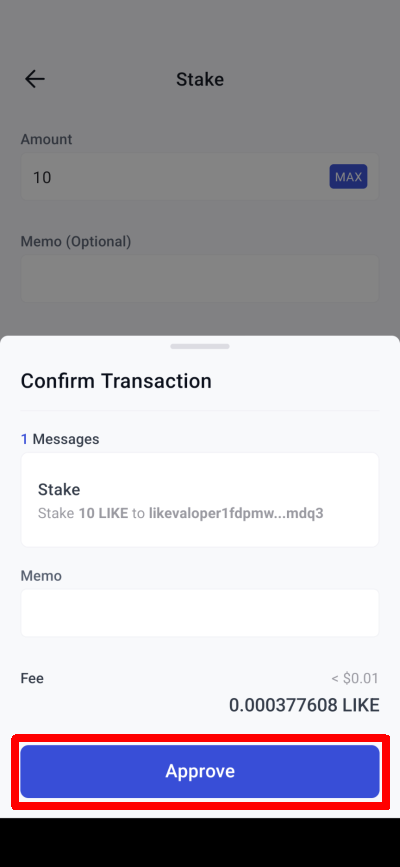 Stake
Amount
10
MAX
Memo (Optional)
Confirm Transaction
1 Messages
Stake
Stake 10 LIKE to likevaloper1fdpmw...mdq3
Memo
Fee
< $0.01
0.000377608 LIKE
Approve